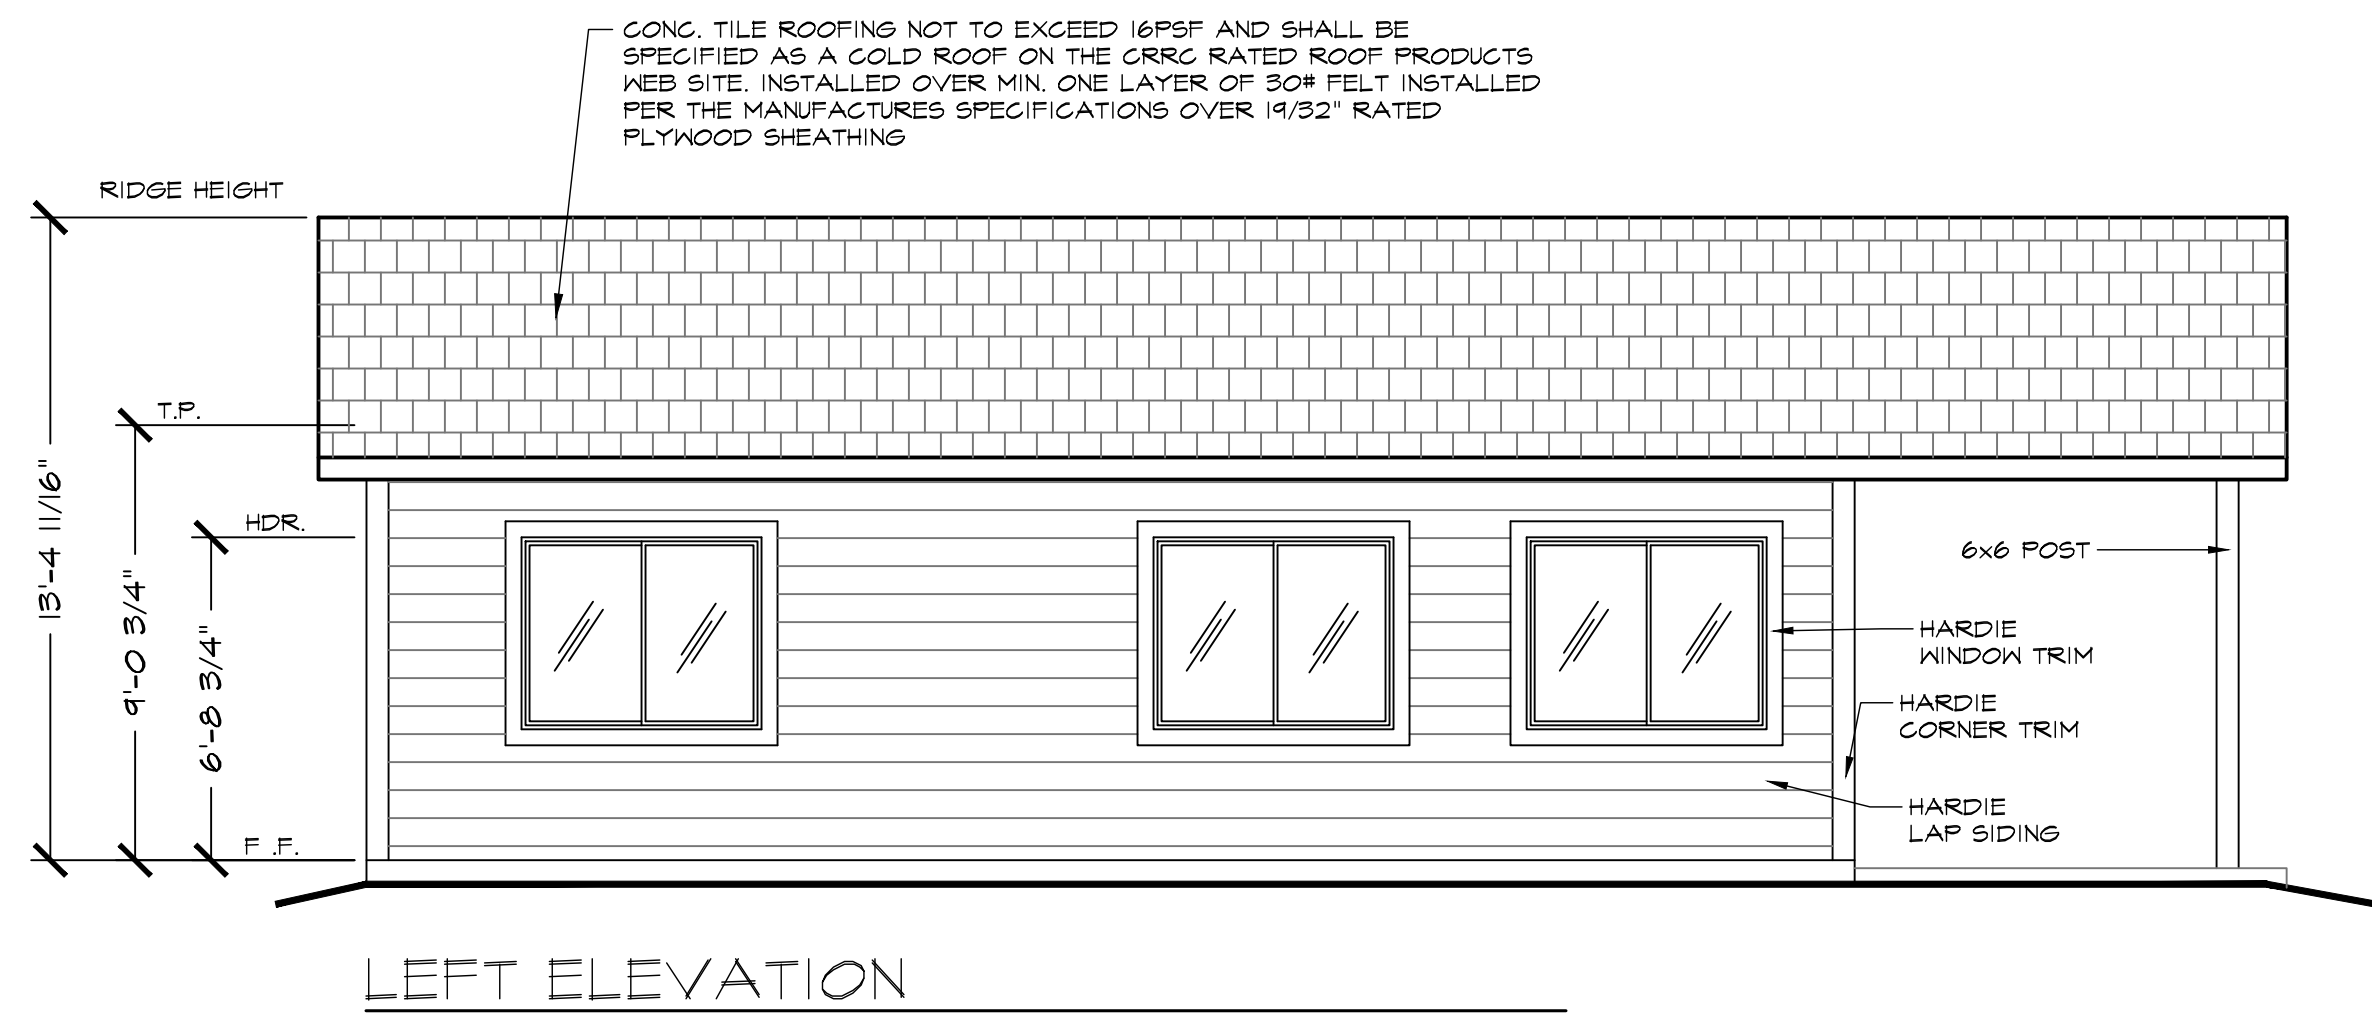 CONC. TILE ROOFING NOT TO EXCEED 16PSF AND SHALL BE
SPECIFIED AS A COLD ROOF ON THE CRRC RATED ROOF PRODUCTS
WEB SITE. INSTALLED OVER MIN. ONE LAYER OF 30# FELT INSTALLED
PER THE MANUFACTURES SPECIFICATIONS OVER 19/32" RATED
PLYWOOD SHEATHING
RIDGE HEIGHT
T.P.
HDR.
F .F.
13'-4 11/16"
9'-0 3/4"
6'-8 3/4"
6x6 POST
HARDIE
WINDOW TRIM
HARDIE
CORNER TRIM
HARDIE
LAP SIDING
LEFT ELEVATION